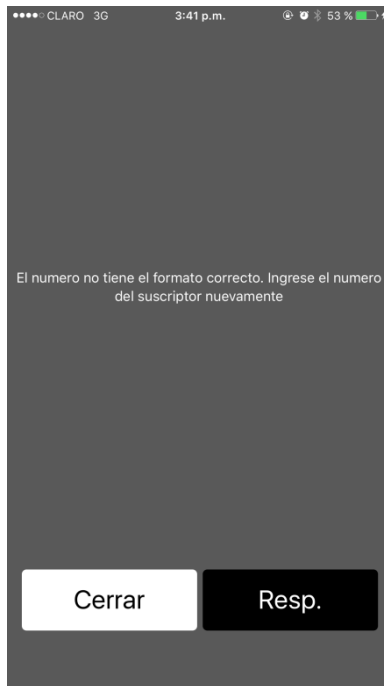 CLARO 3G 3:41 p.m. 53 %
El numero no tiene el formato correcto. Ingrese el numero
del suscriptor nuevamente
Cerrar Resp.